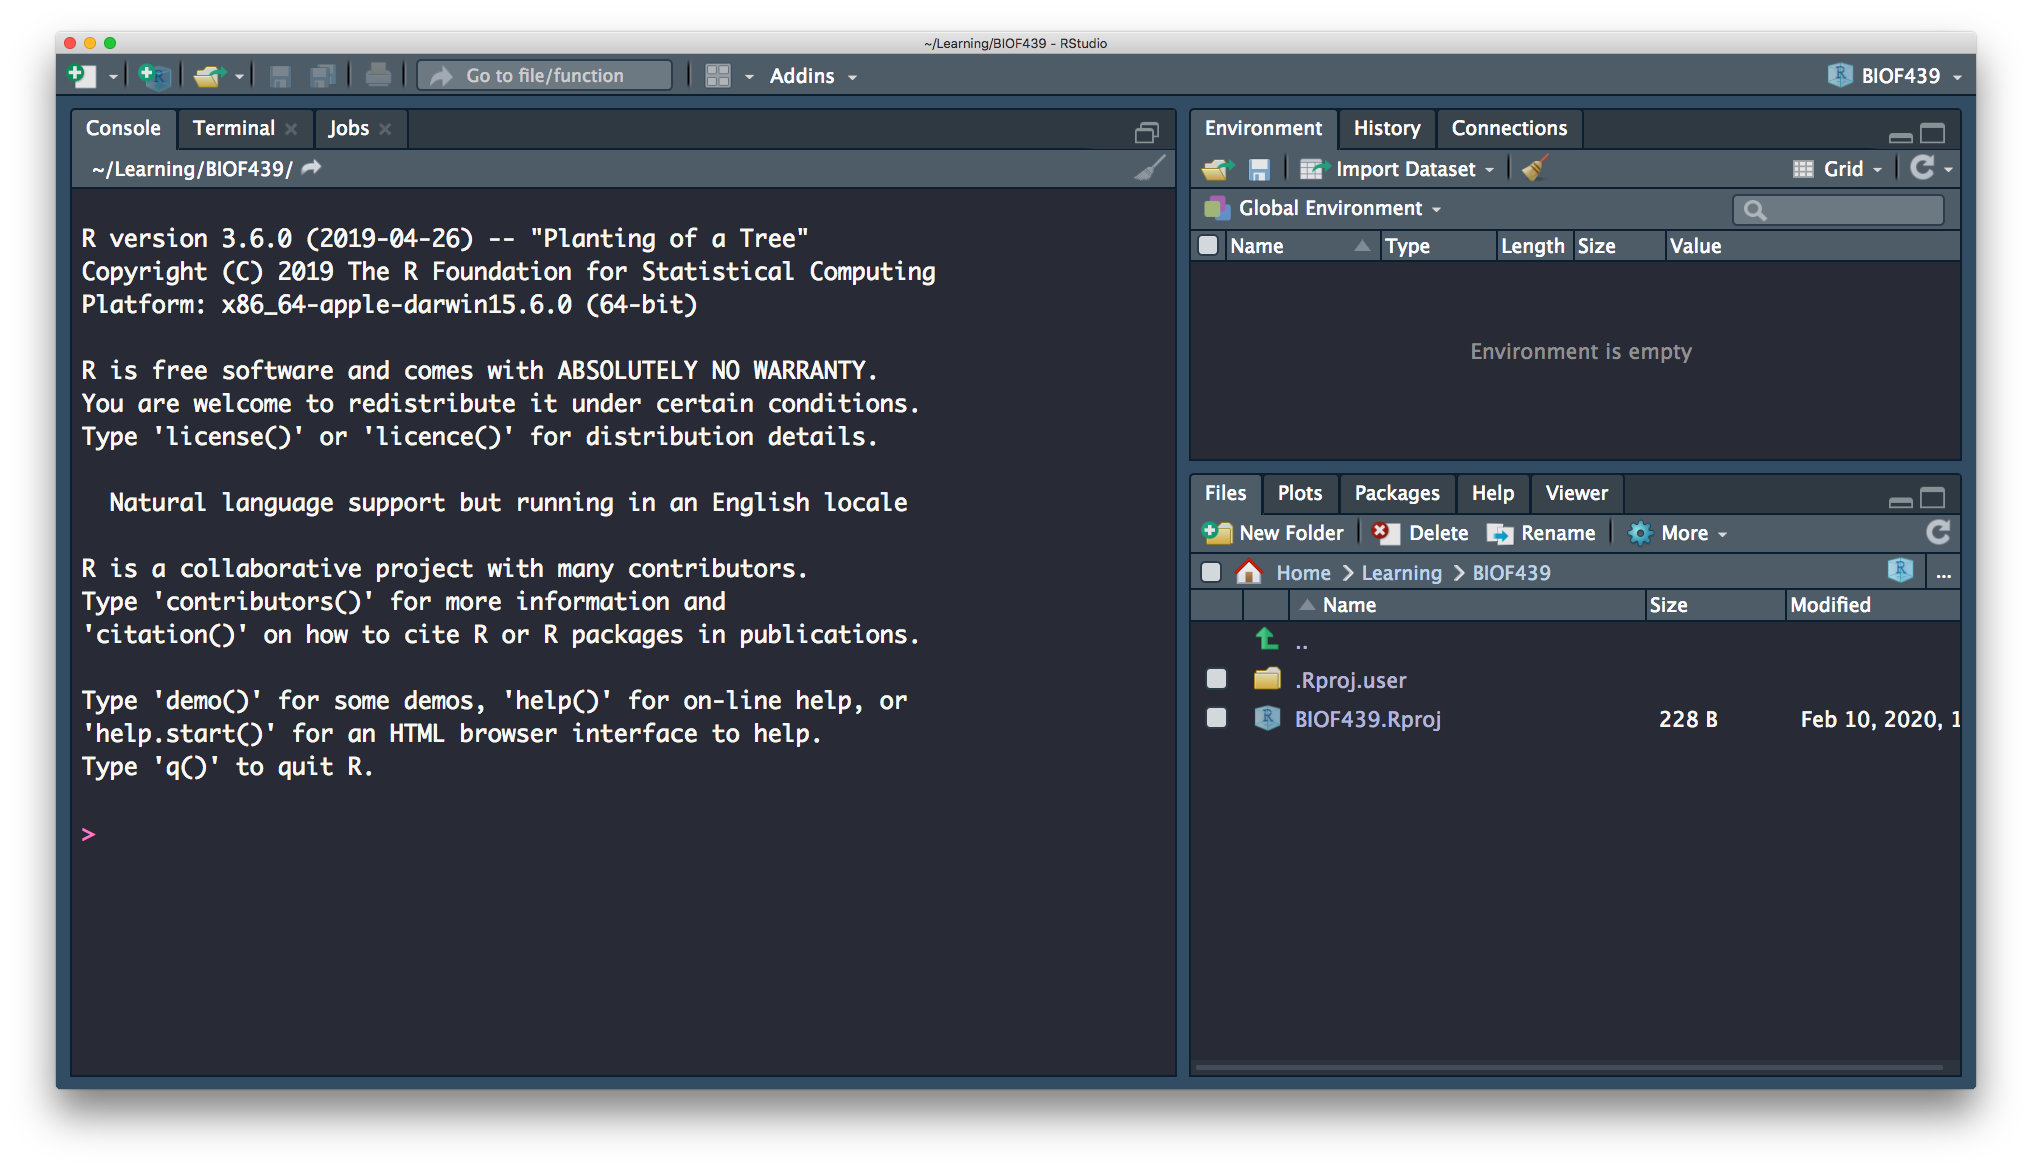 ~/Learning/BIOF439 - RStudio
Go to file/function Addins BIOF439
Console Terminal Jobs
~/Learning/BIOF439/
R version 3.6.0 (2019-04-26) -- "Planting of a Tree"
Copyright (C) 2019 The R Foundation for Statistical Computing
Platform: x86_64-apple-darwin15.6.0 (64-bit)
R is free software and comes with ABSOLUTELY NO WARRANTY.
You are welcome to redistribute it under certain conditions.
Type 'license()' or 'licence()' for distribution details.
Natural language support but running in an English locale
R is a collaborative project with many contributors.
Type 'contributors()' for more information and
'citation()' on how to cite R or R packages in publications.
Type 'demo()' for some demos, 'help()' for on-line help, or
'help.start()' for an HTML browser interface to help.
Type 'q()' to quit R.
>
Environment History Connections
Import Dataset Grid
Global Environment
Name Type Length Size Value
Environment is empty
Files Plots Packages Help Viewer
New Folder Delete Rename More
Home > Learning > BIOF439 ...
Name Size Modified
..
.Rproj.user
BIOF439.Rproj 228 B Feb 10, 2020, 1